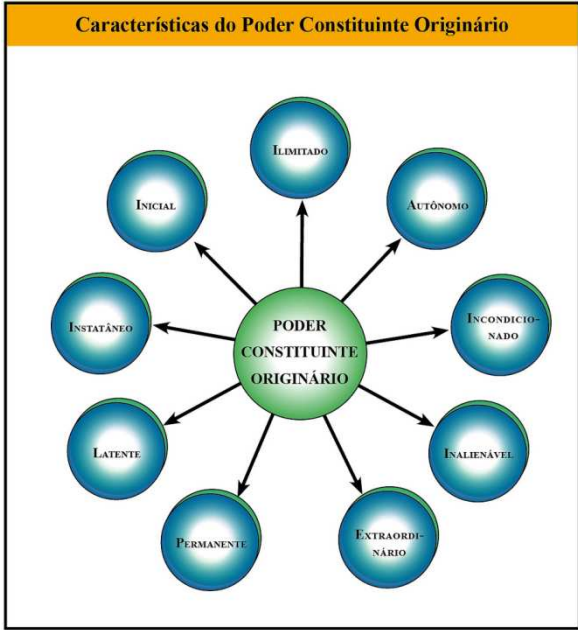 Características do Poder Constituinte Originário
ILIMITADO
INICIAL
AUTÔNOMO
INSTATÂNEO
INCONDICIO-
NADO
PODER
CONSTITUINTE
ORIGINÁRIO
LATENTE
INALIENÁVEL
PERMANENTE
EXTRAORDI-
NÁRIO